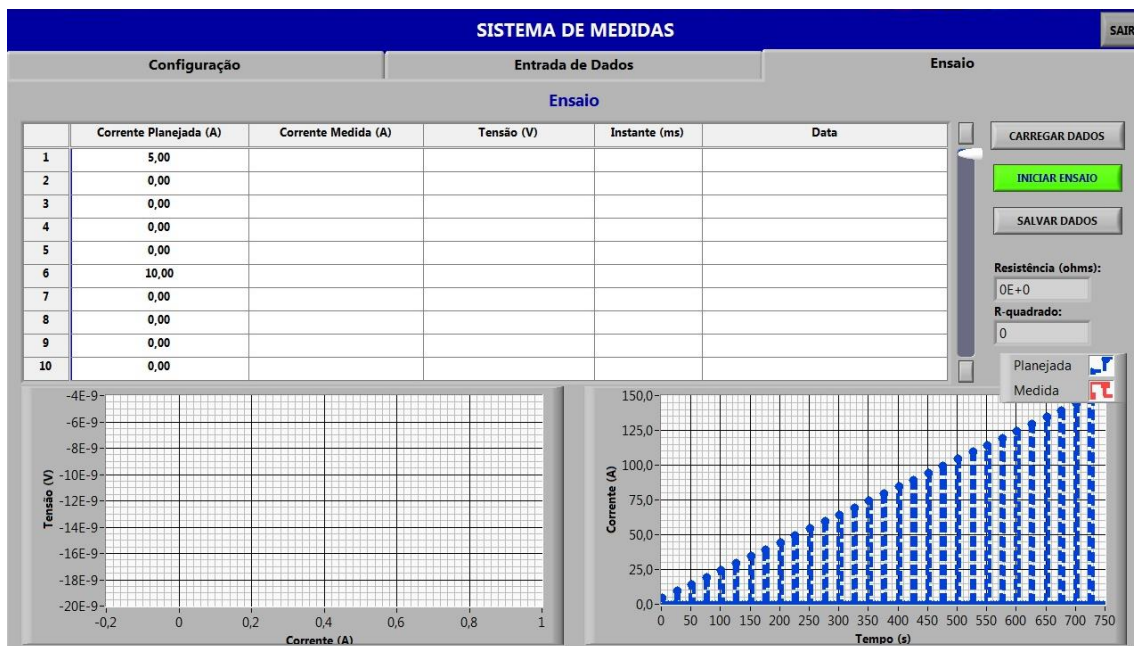 SISTEMA DE MEDIDAS
SAIR
Configuração Entrada de Dados Ensaio
Ensaio
Corrente Planejada (A) Corrente Medida (A) Tensão (V) Instante (ms) Data
1 5,00
2 0,00
3 0,00
4 0,00
5 0,00
6 10,00
7 0,00
8 0,00
9 0,00
10 0,00
CARREGAR DADOS
INICIAR ENSAIO
SALVAR DADOS
Resistência (ohms):
0E+0
R-quadrado:
0
Planejada
Medida
Tensão (V)
-4E-9
-6E-9
-8E-9
-10E-9
-12E-9
-14E-9
-16E-9
-18E-9
-20E-9
-0,2 0 0,2 0,4 0,6 0,8 1
Corrente (A)
Corrente (A)
150,0
125,0
100,0
75,0
50,0
25,0
0,0
0 50 100 150 200 250 300 350 400 450 500 550 600 650 700 750
Tempo (s)